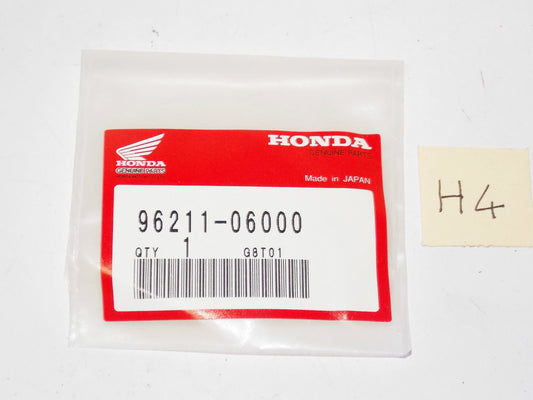 HONDA
GENUINE PARTS
HONDA
GENUINE PARTS
Made in JAPAN
96211-06000
QTY 1 G8T01
H4